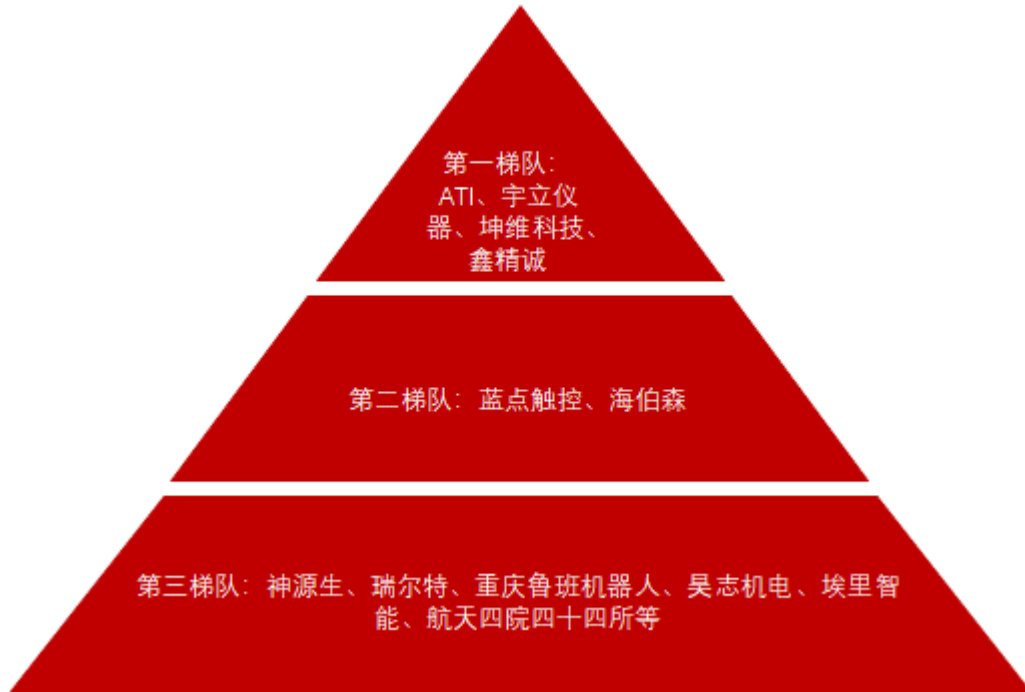 第一梯队：
ATI、宇立仪
器、坤维科技、
鑫精诚
第二梯队：蓝点触控、海伯森
第三梯队：神源生、瑞尔特、重庆鲁班机器人、昊志机电、埃里智
能、航天四院四十四所等